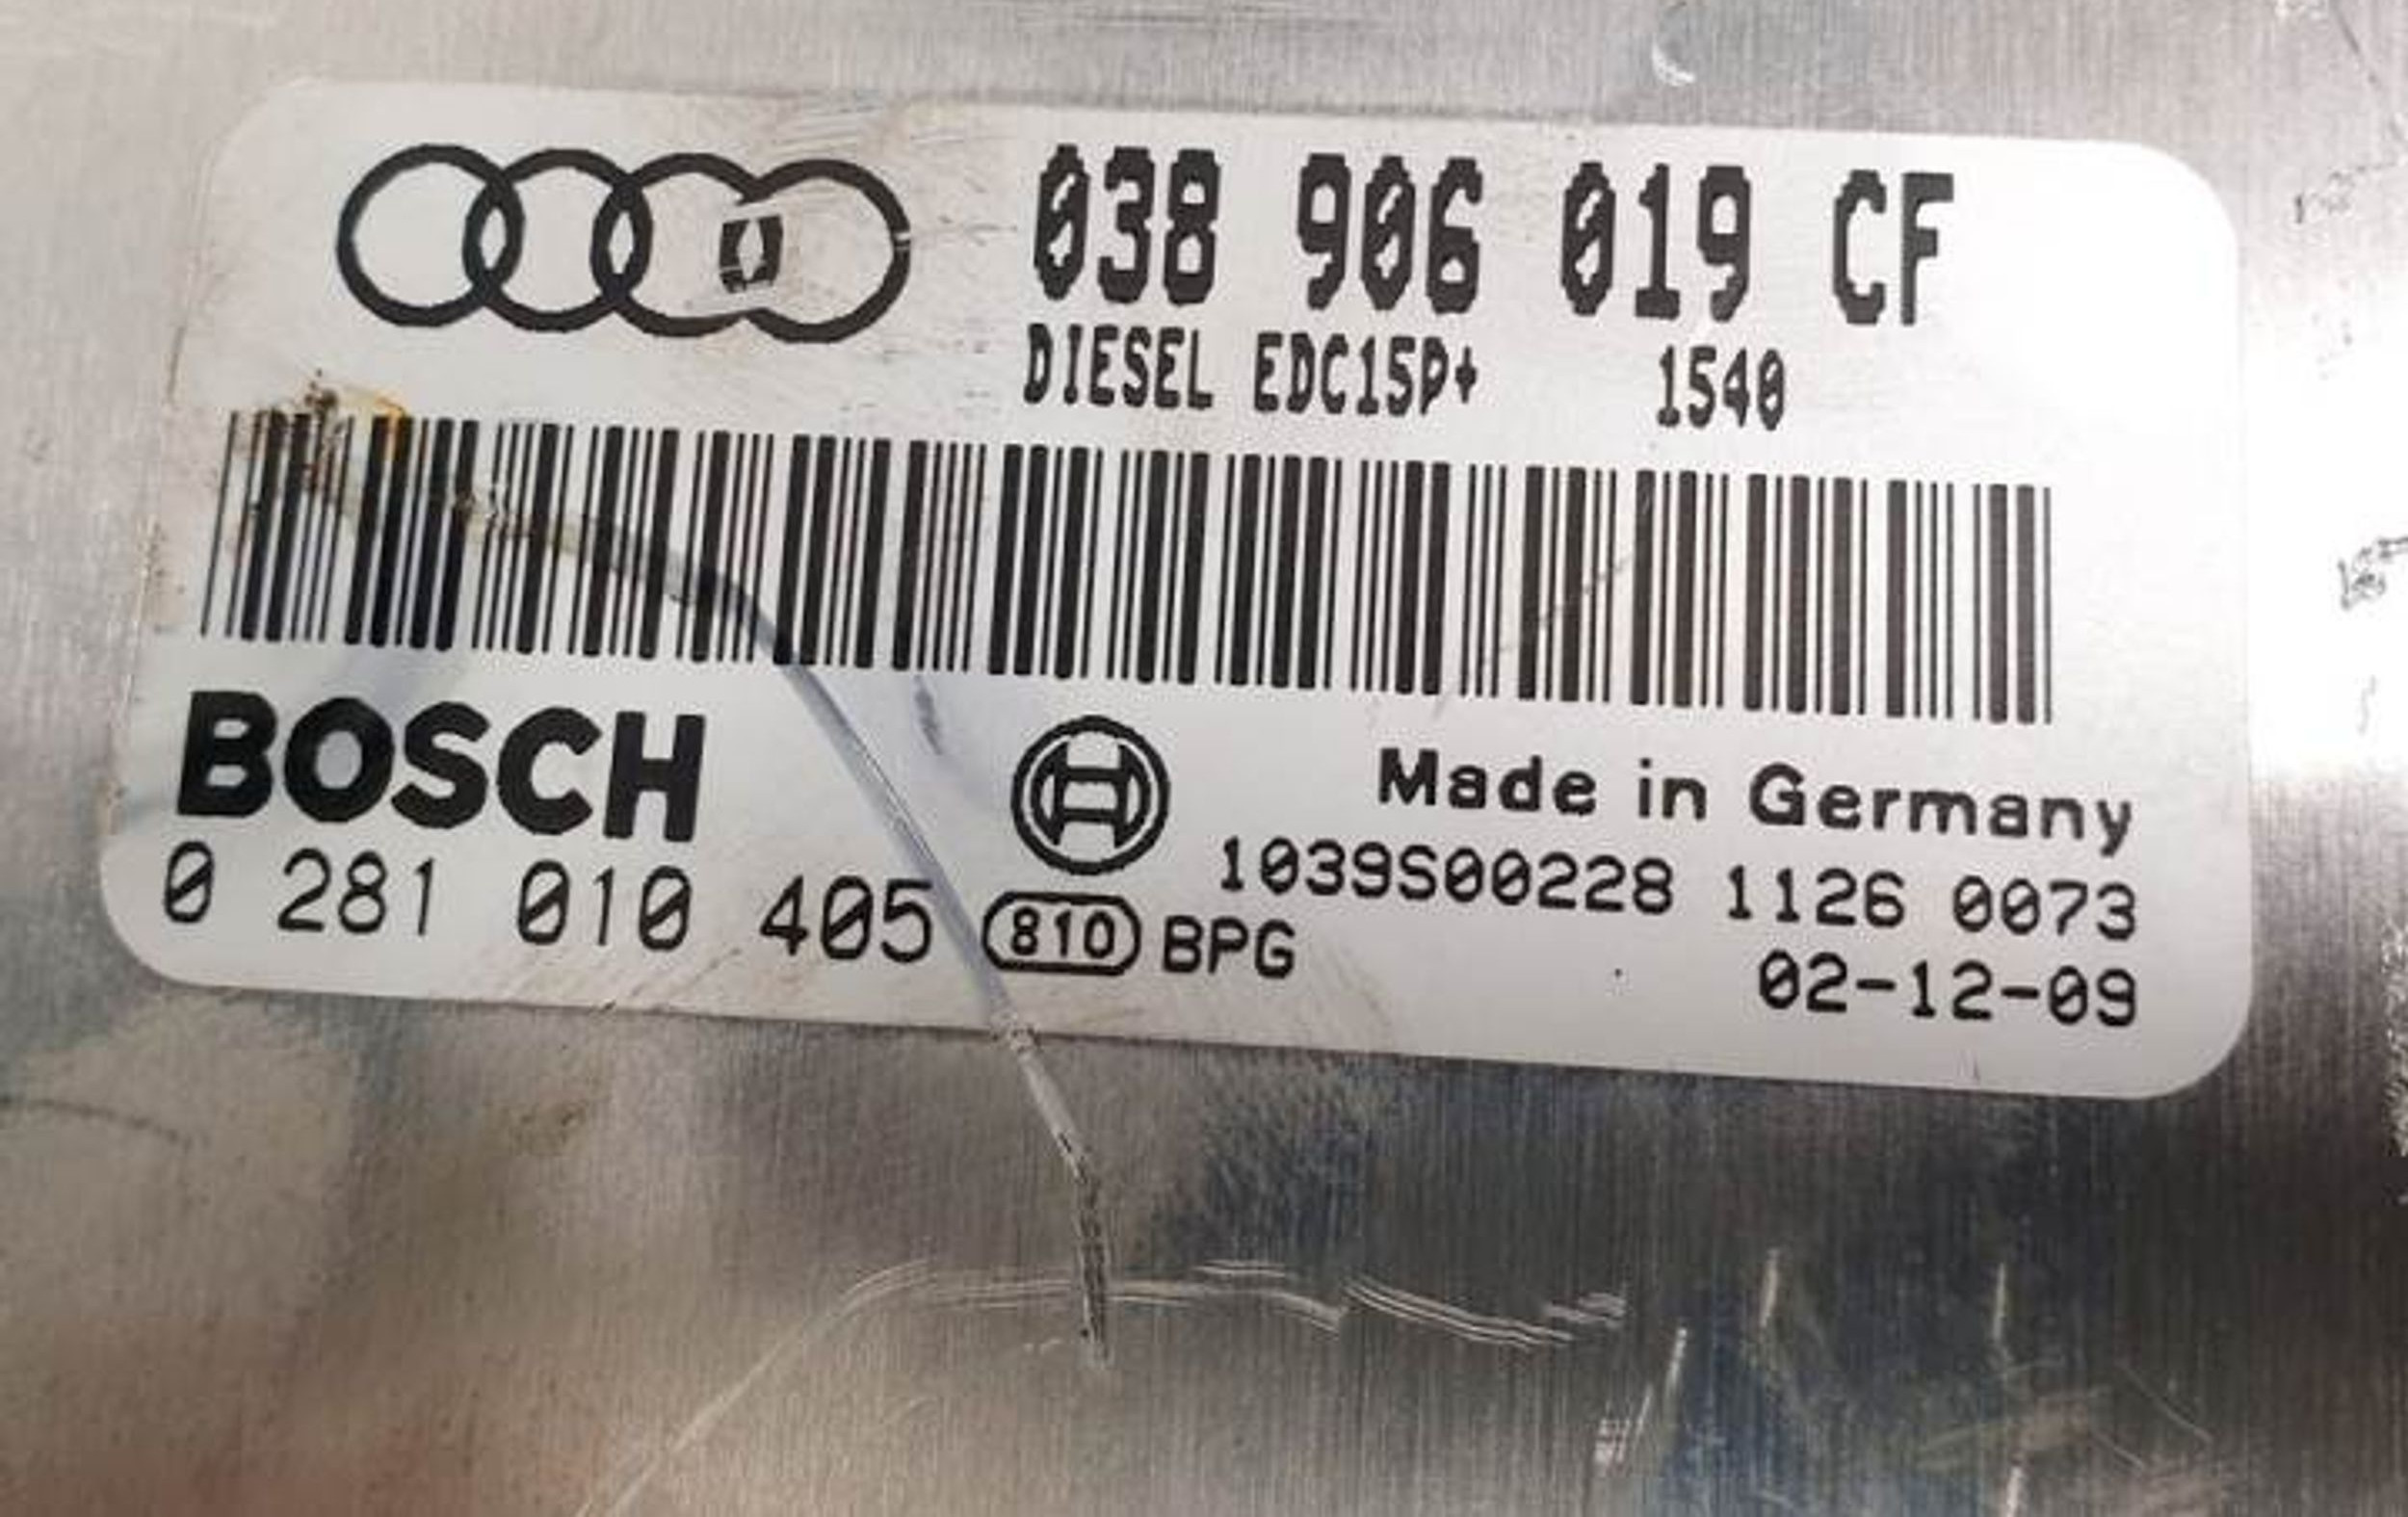 038 906 019 CF
DIESEL EDC15P+ 1540
BOSCH
Made in Germany
0 281 010 405 810 BPG
1039S00228 1126 0073
02-12-09